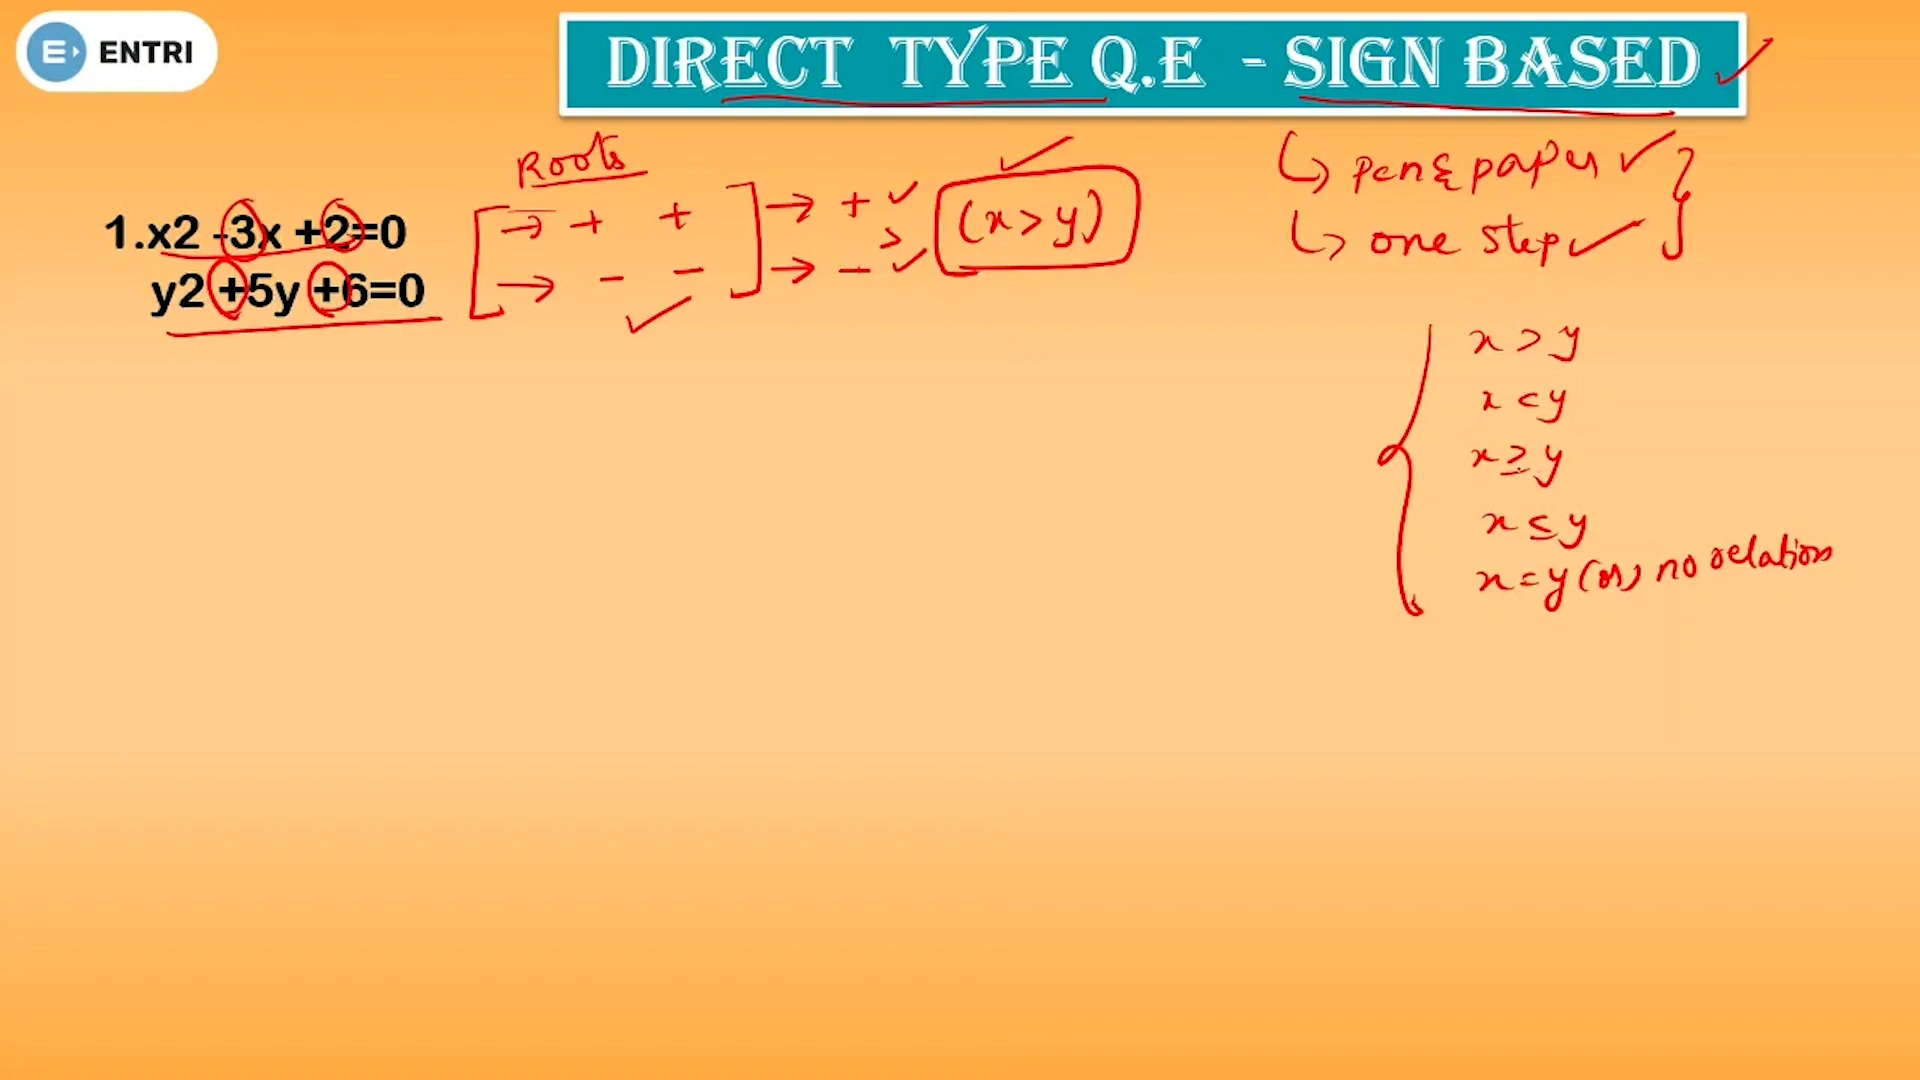 ENTRI
DIRECT TYPE Q.E - SIGN BASED
Roots
1.x2 -3x +2=0
→ + +
→ +
>
(x > y)
y2 +5y +6=0
→ - -
→ -
↳ pen & paper
↳ one step
x > y
x < y
x ≥ y
x ≤ y
x = y (or) no relation